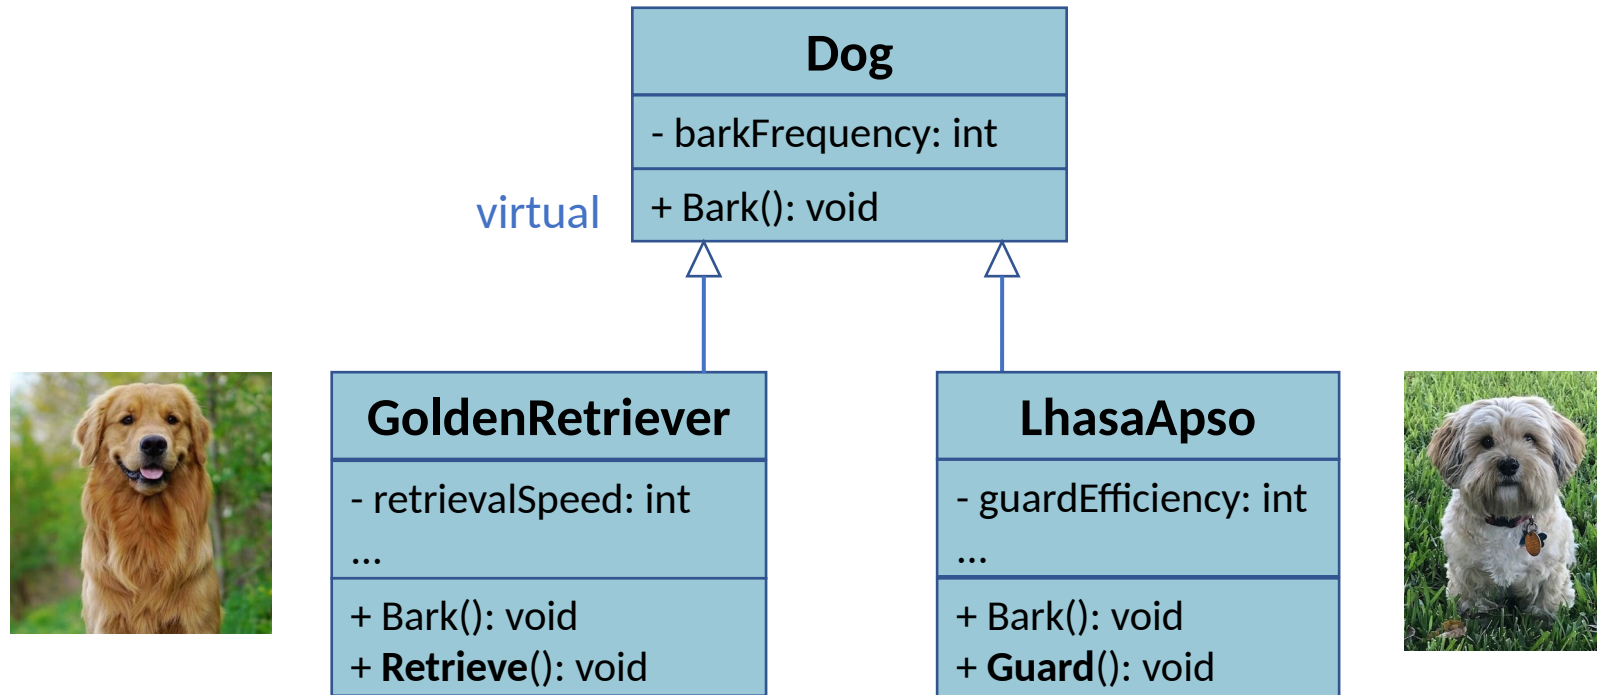 Dog
- barkFrequency: int
virtual
+ Bark(): void
GoldenRetriever
- retrievalSpeed: int
...
+ Bark(): void
+ Retrieve(): void
LhasaApso
- guardEfficiency: int
...
+ Bark(): void
+ Guard(): void